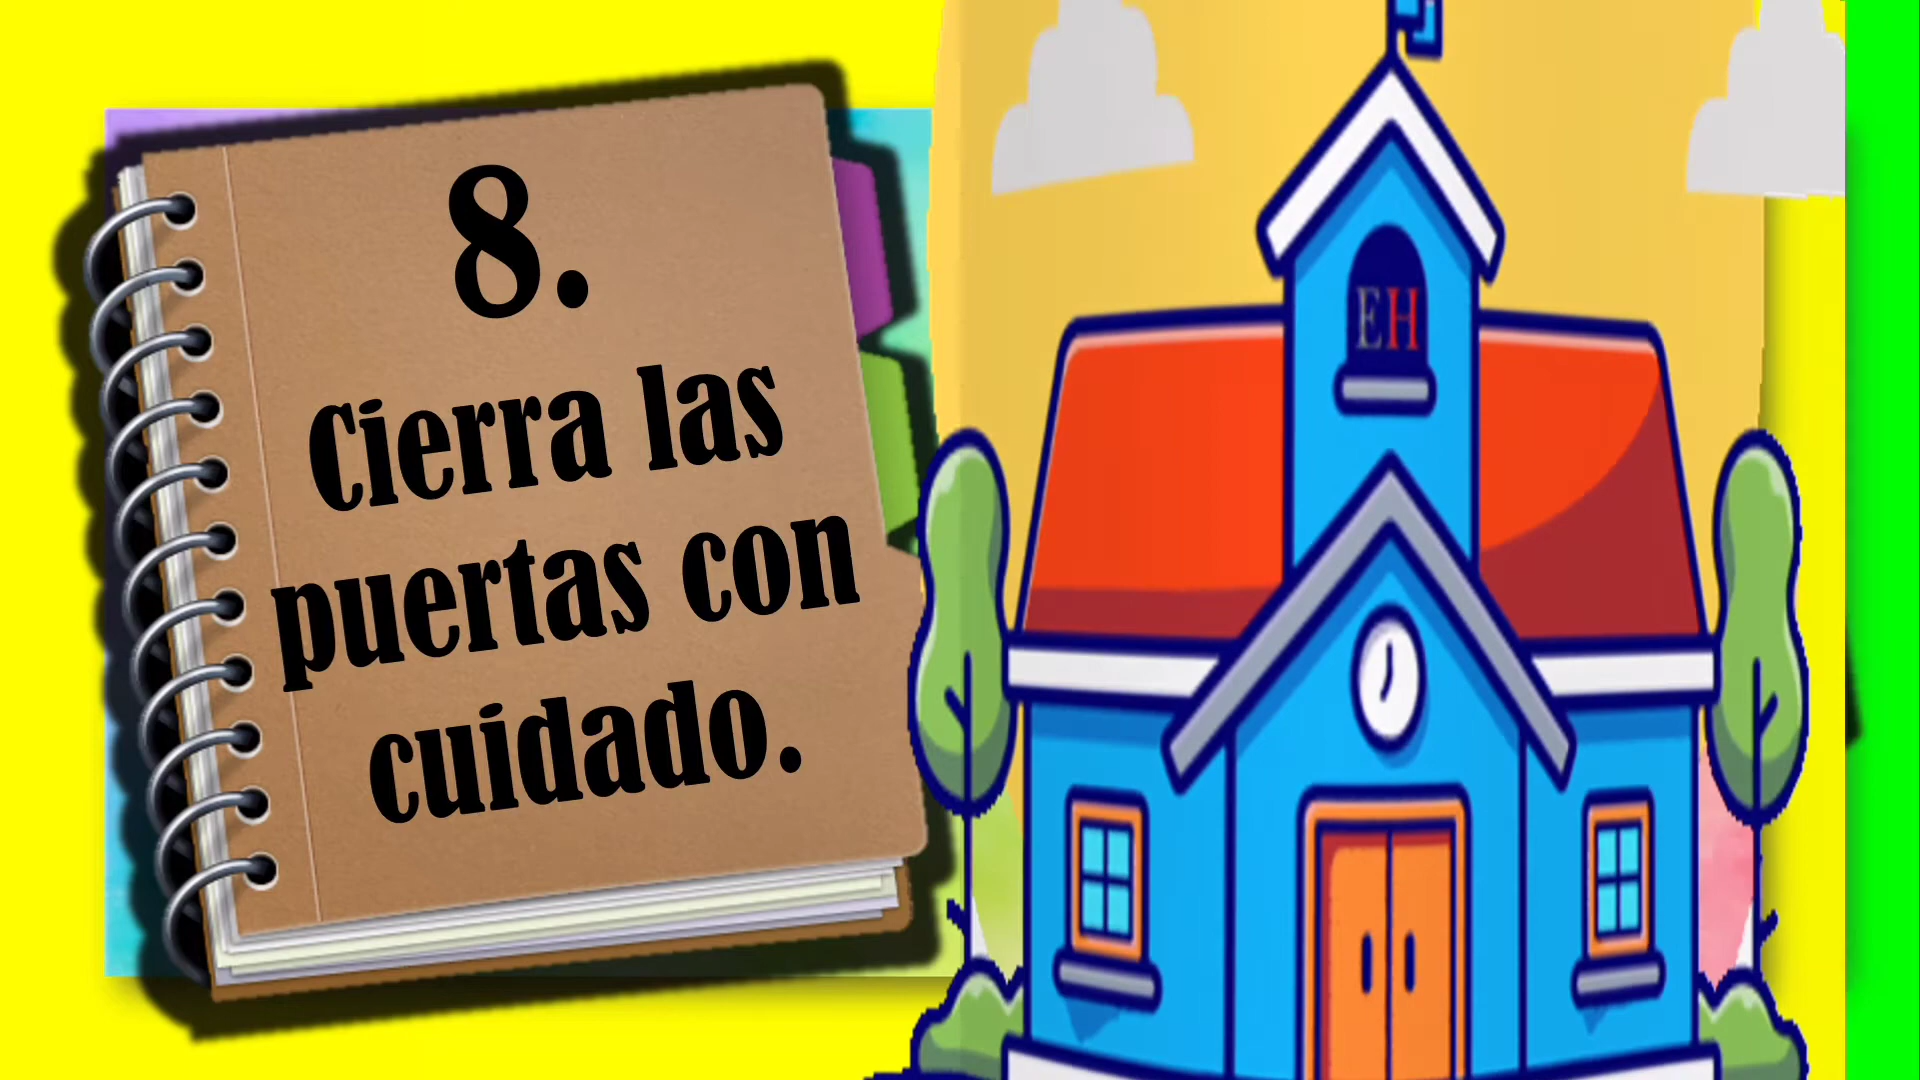 8.
Cierra las
puertas con
cuidado.
EH